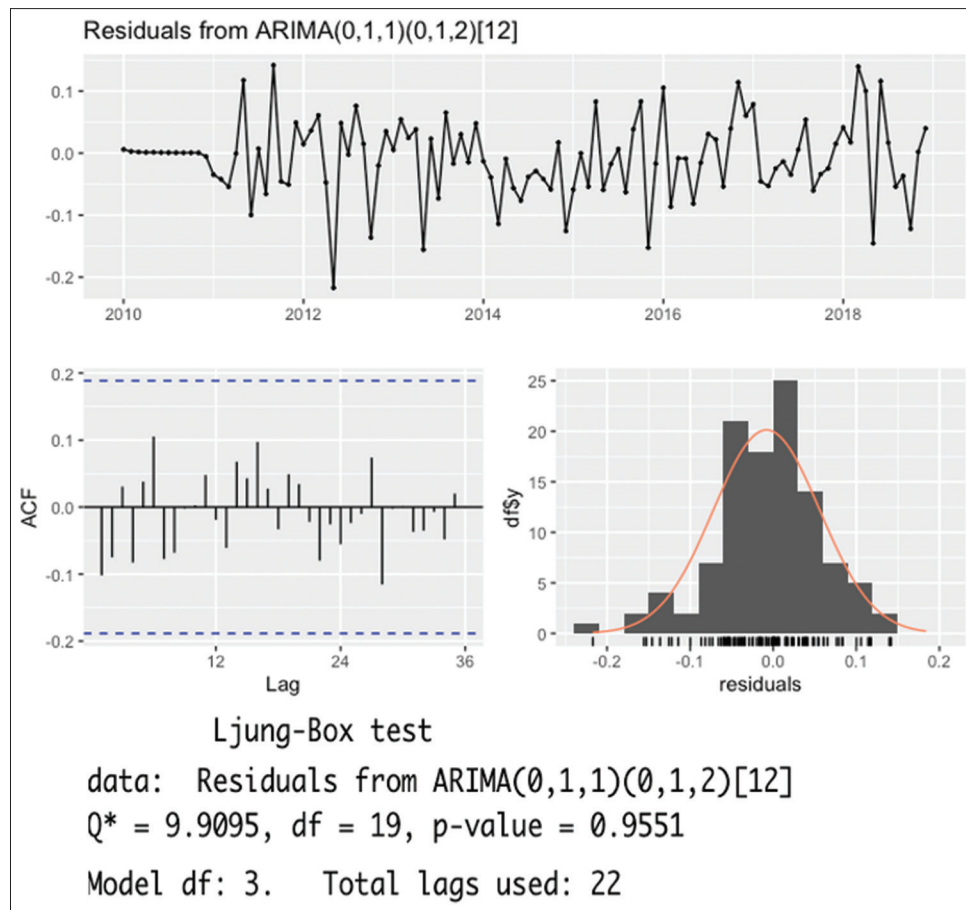 Residuals from ARIMA(0,1,1)(0,1,2)[12]
0.1
0.0
-0.1
-0.2
2010 2012 2014 2016 2018
0.2
0.1
0.0
-0.1
-0.2
ACF
12 24 36
Lag
25
20
15
10
5
0
df$y
-0.2 -0.1 0.0 0.1 0.2
residuals
Ljung-Box test
data: Residuals from ARIMA(0,1,1)(0,1,2)[12]
Q* = 9.9095, df = 19, p-value = 0.9551
Model df: 3. Total lags used: 22